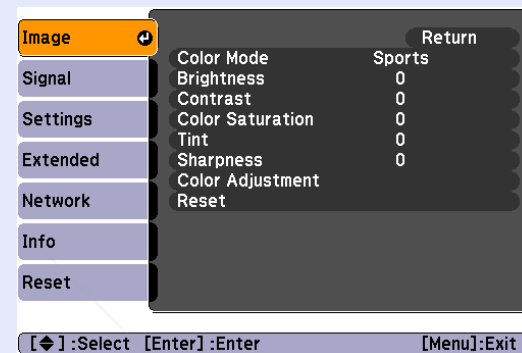 Image
Signal
Settings
Extended
Network
Info
Reset
Return
Color Mode Sports
Brightness 0
Contrast 0
Color Saturation 0
Tint 0
Sharpness 0
Color Adjustment
Reset
[◆] :Select [Enter] :Enter [Menu]:Exit